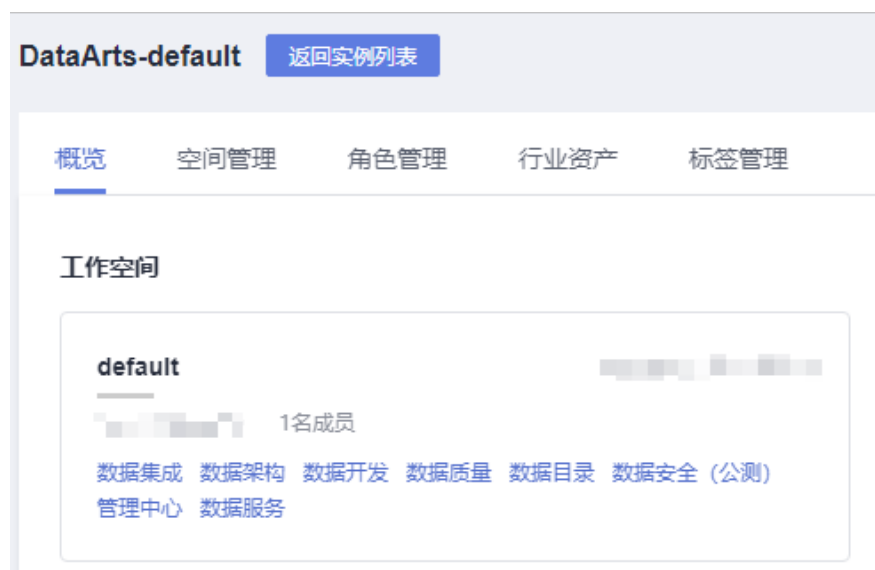 DataArts-default 返回实例列表
概览 空间管理 角色管理 行业资产 标签管理
工作空间
default
1名成员
数据集成 数据架构 数据开发 数据质量 数据目录 数据安全（公测）
管理中心 数据服务